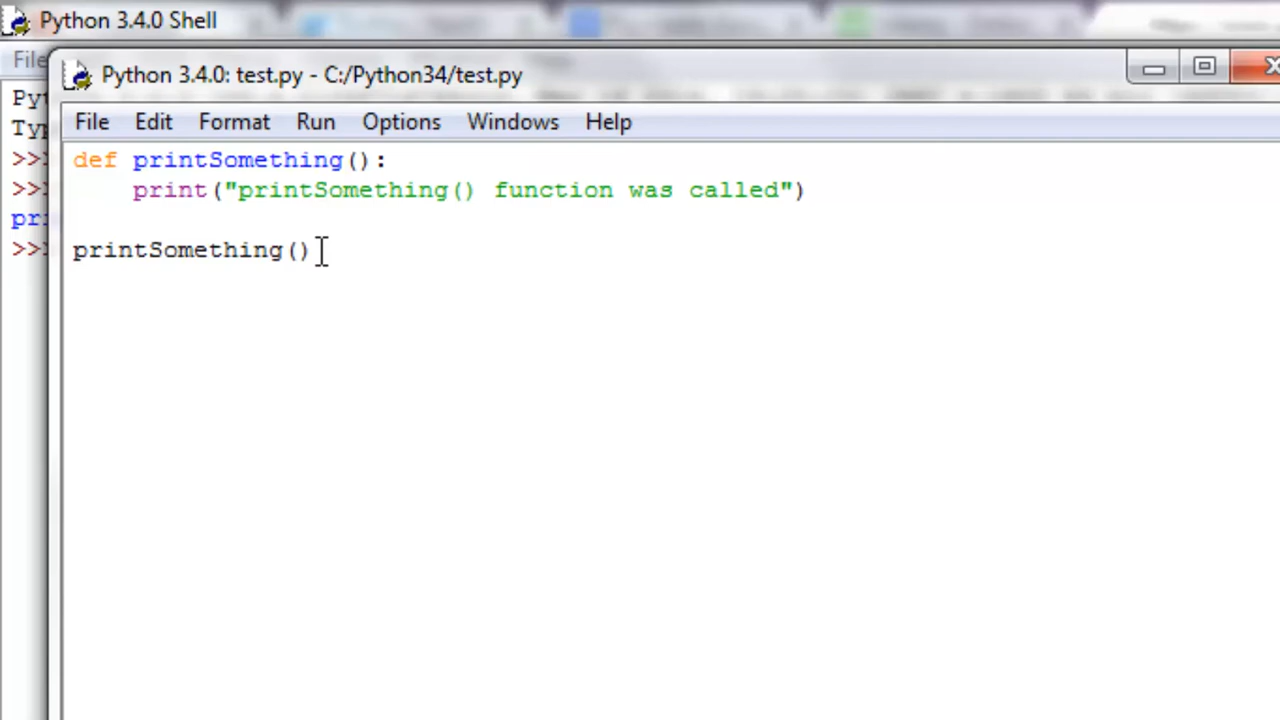 Python 3.4.0 Shell
File
Python 3.4.0: test.py - C:/Python34/test.py
File Edit Format Run Options Windows Help
def printSomething():
print("printSomething() function was called")
printSomething()
>>
>>
>>